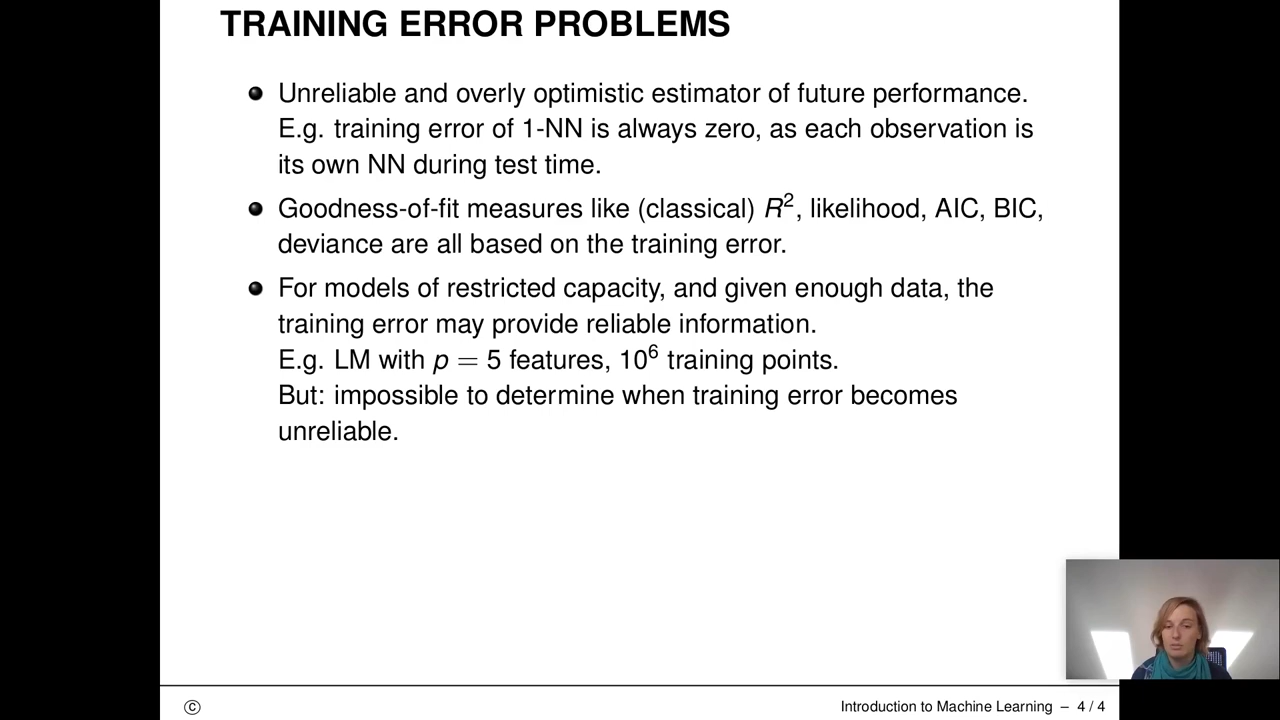 TRAINING ERROR PROBLEMS
Unreliable and overly optimistic estimator of future performance.
E.g. training error of 1-NN is always zero, as each observation is
its own NN during test time.
Goodness-of-fit measures like (classical) R², likelihood, AIC, BIC,
deviance are all based on the training error.
For models of restricted capacity, and given enough data, the
training error may provide reliable information.
E.g. LM with p = 5 features, 10⁶ training points.
But: impossible to determine when training error becomes
unreliable.
© Introduction to Machine Learning – 4 / 4